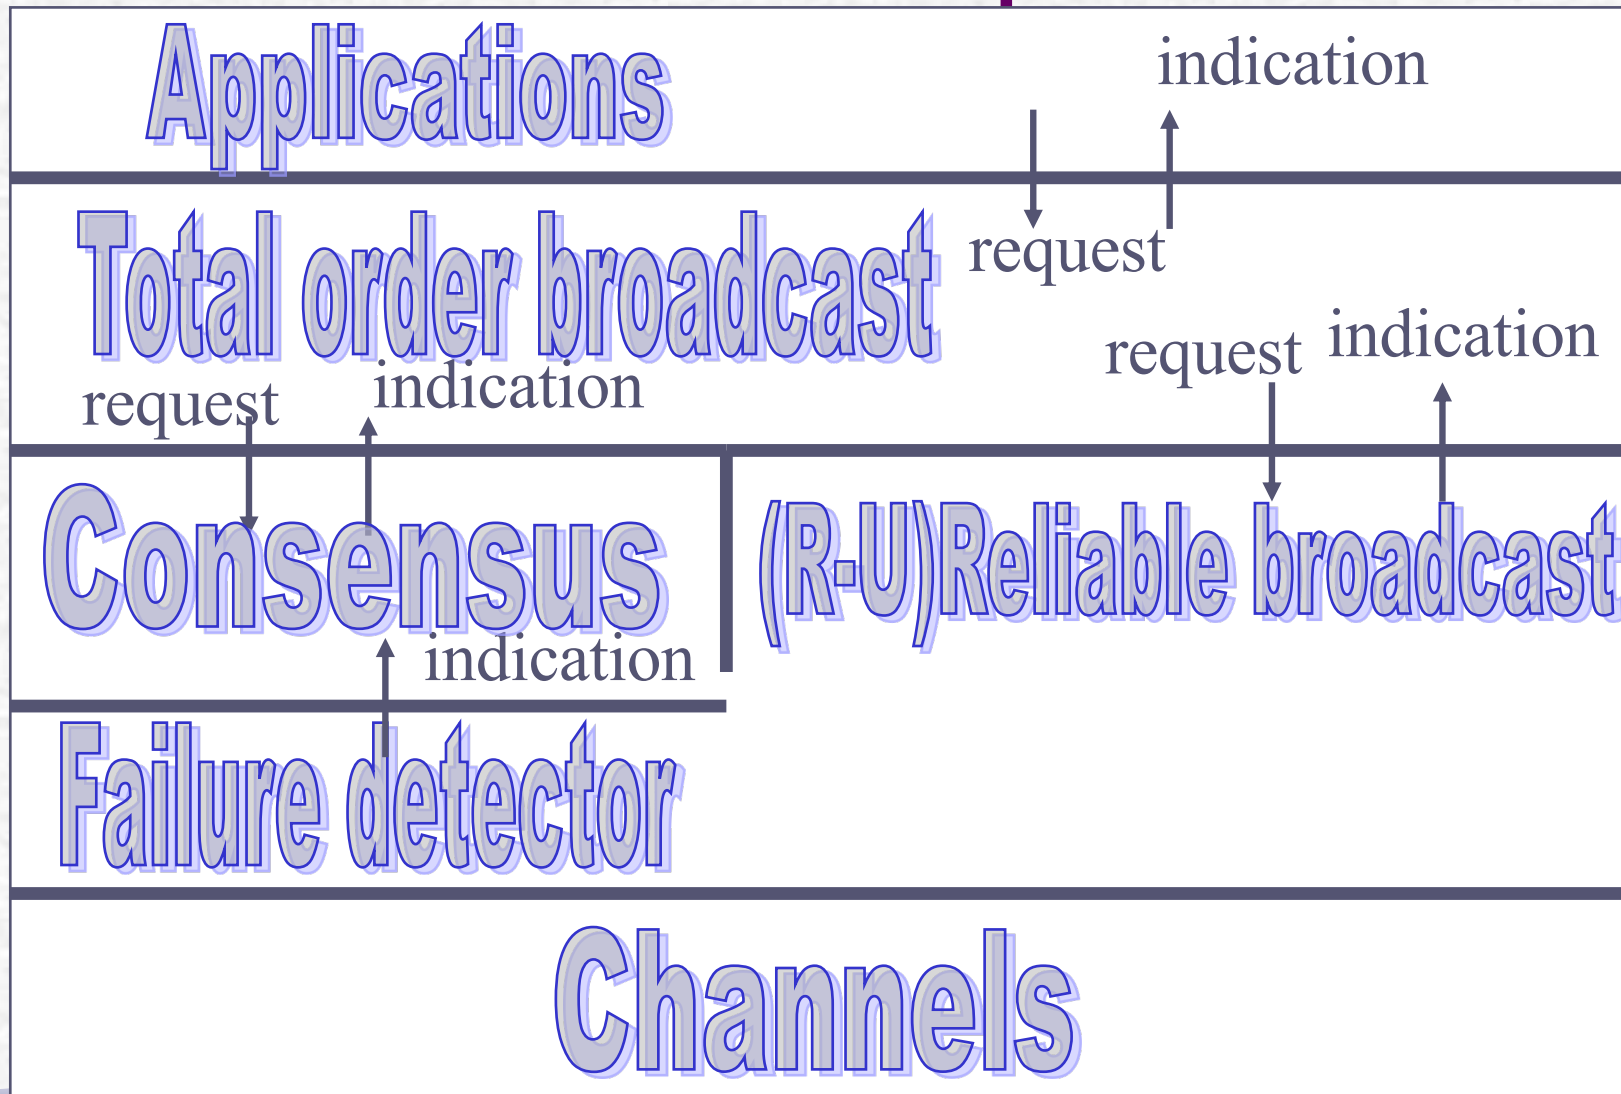 Applications
indication
Total order broadcast
request
request
indication
request
indication
Consensus
(R-U)Reliable broadcast
indication
Failure detector
Channels